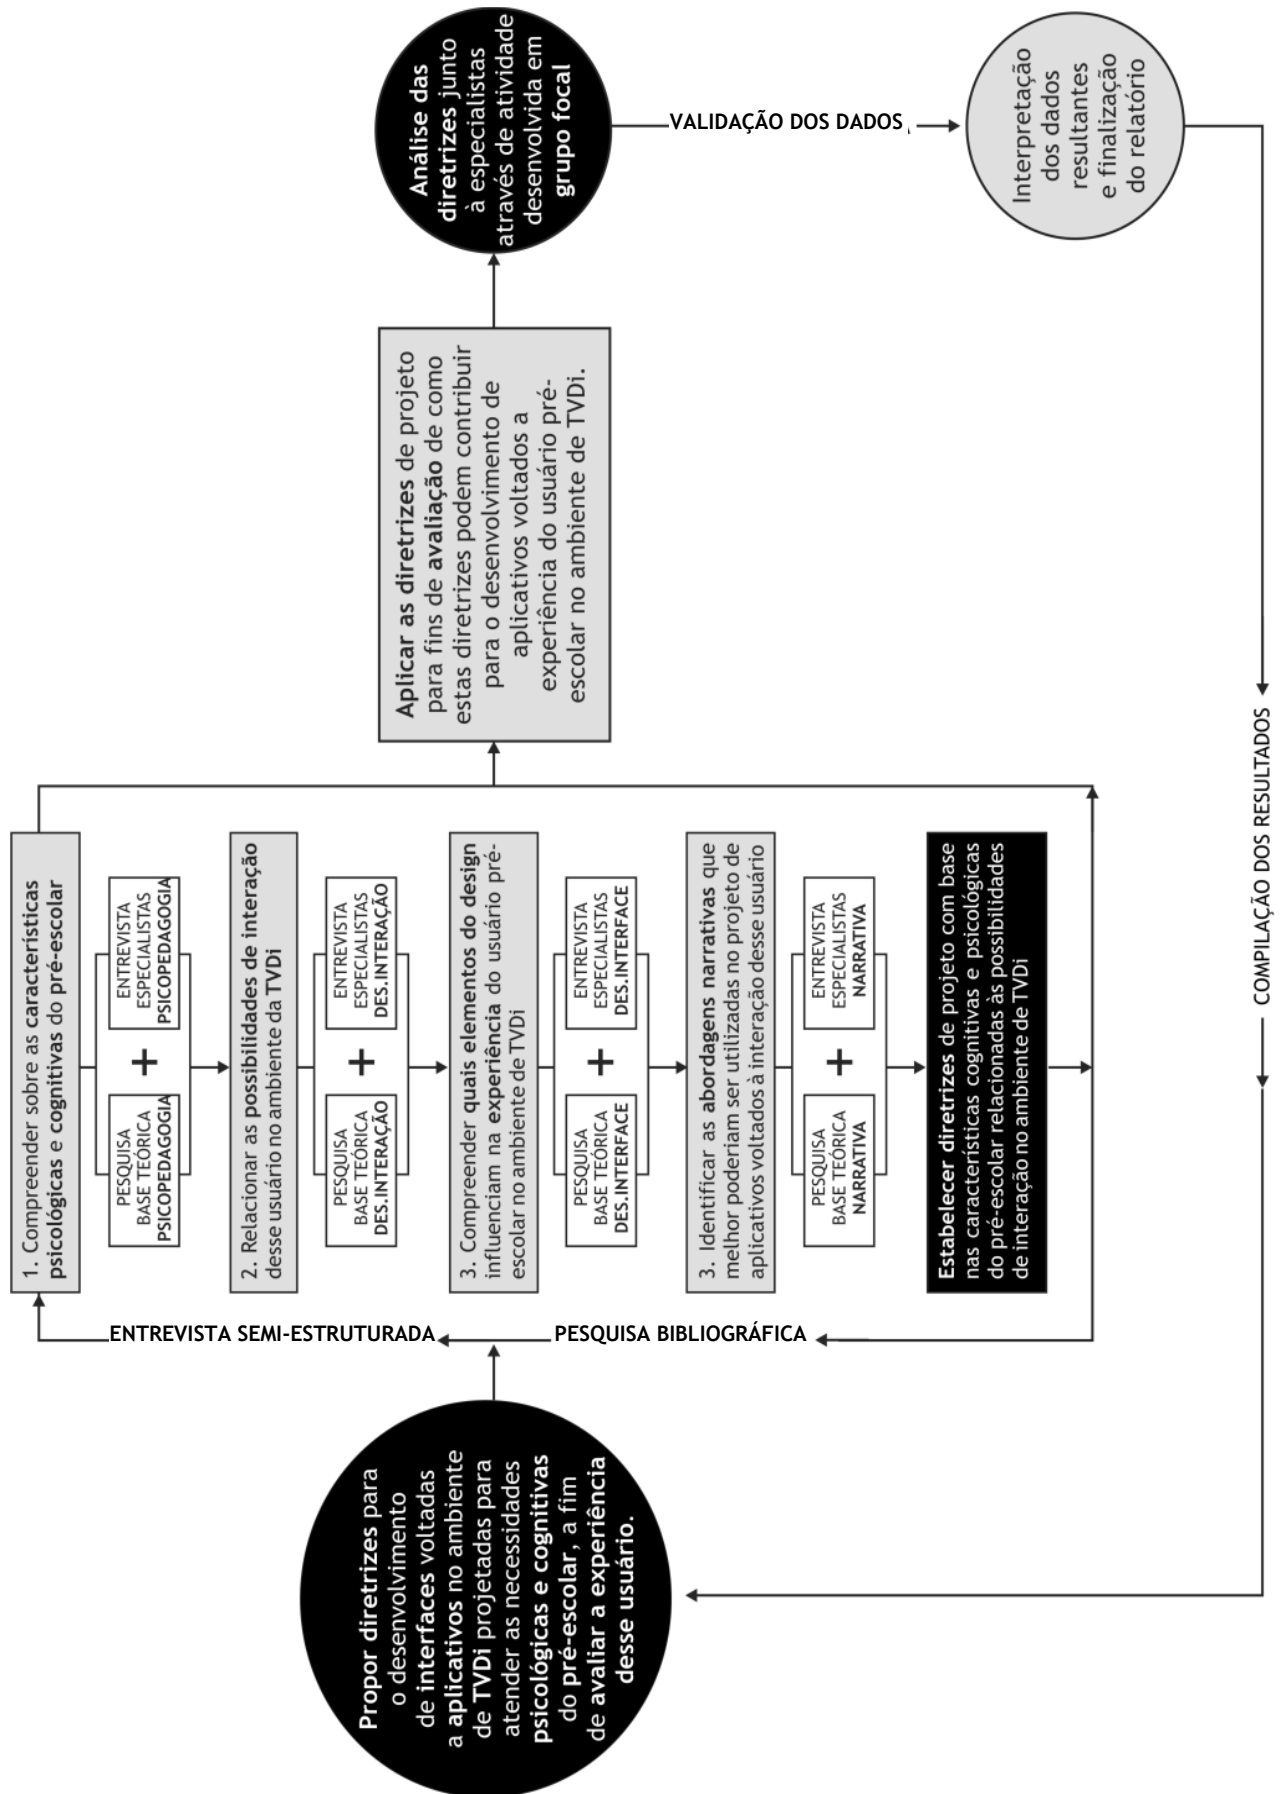 Propor diretrizes para
o desenvolvimento
de interfaces voltadas
a aplicativos no ambiente
de TVDi projetadas para
atender as necessidades
psicológicas e cognitivas
do pré-escolar, a fim
de avaliar a experiência
desse usuário.
ENTREVISTA SEMI-ESTRUTURADA
PESQUISA BIBLIOGRÁFICA
1. Compreender sobre as características
psicológicas e cognitivas do pré-escolar
PESQUISA
BASE TEÓRICA
PSICOPEDAGOGIA
+
ENTREVISTA
ESPECIALISTAS
PSICOPEDAGOGIA
2. Relacionar as possibilidades de interação
desse usuário no ambiente da TVDi
PESQUISA
BASE TEÓRICA
DES.INTERAÇÃO
+
ENTREVISTA
ESPECIALISTAS
DES.INTERAÇÃO
3. Compreender quais elementos do design
influenciam na experiência do usuário pré-
escolar no ambiente de TVDi
PESQUISA
BASE TEÓRICA
DES.INTERFACE
+
ENTREVISTA
ESPECIALISTAS
DES.INTERFACE
3. Identificar as abordagens narrativas que
melhor poderiam ser utilizadas no projeto de
aplicativos voltados à interação desse usuário
PESQUISA
BASE TEÓRICA
NARRATIVA
+
ENTREVISTA
ESPECIALISTAS
NARRATIVA
Estabelecer diretrizes de projeto com base
nas características cognitivas e psicológicas
do pré-escolar relacionadas às possibilidades
de interação no ambiente de TVDi
Aplicar as diretrizes de projeto
para fins de avaliação de como
estas diretrizes podem contribuir
para o desenvolvimento de
aplicativos voltados a
experiência do usuário pré-
escolar no ambiente de TVDi.
Análise das
diretrizes junto
à especialistas
através de atividade
desenvolvida em
grupo focal
VALIDAÇÃO DOS DADOS
Interpretação
dos dados
resultantes
e finalização
do relatório
COMPILAÇÃO DOS RESULTADOS